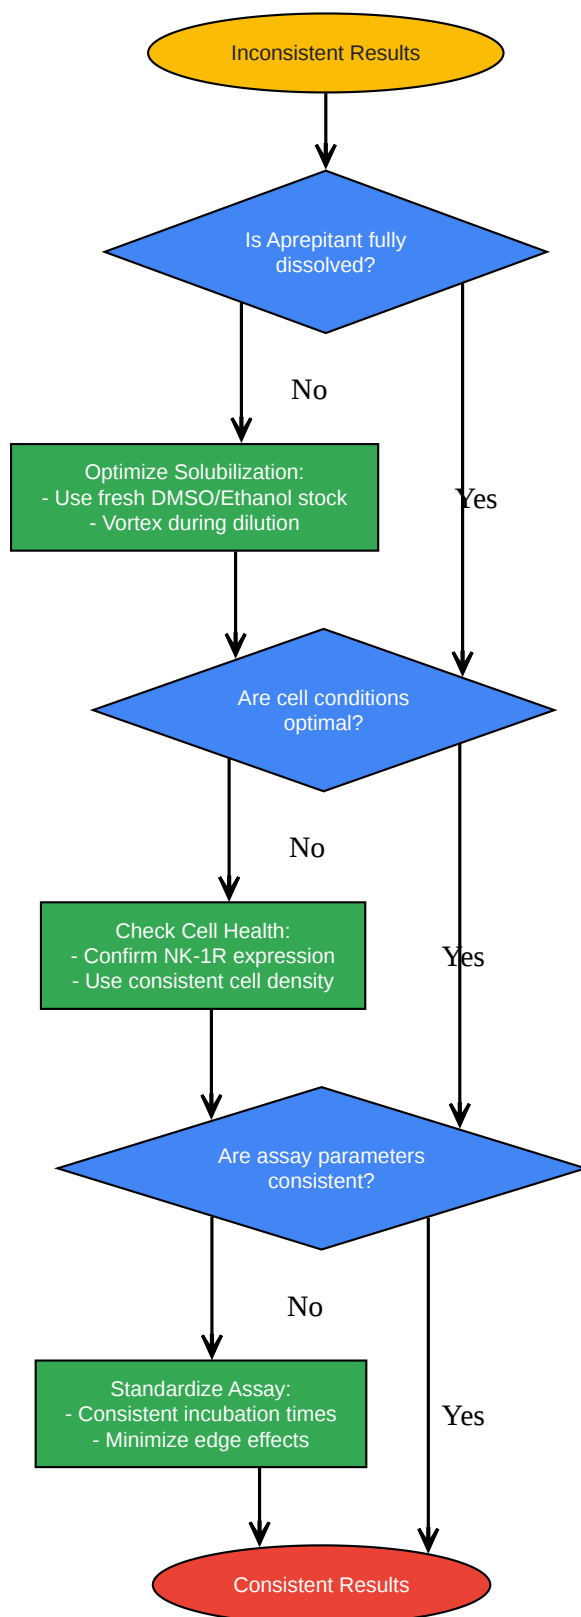 Inconsistent Results
Is Aprepitant fully
dissolved?
No
Optimize Solubilization:
- Use fresh DMSO/Ethanol stock
- Vortex during dilution
Yes
Are cell conditions
optimal?
No
Check Cell Health:
- Confirm NK-1R expression
- Use consistent cell density
Yes
Are assay parameters
consistent?
No
Standardize Assay:
- Consistent incubation times
- Minimize edge effects
Yes
Consistent Results